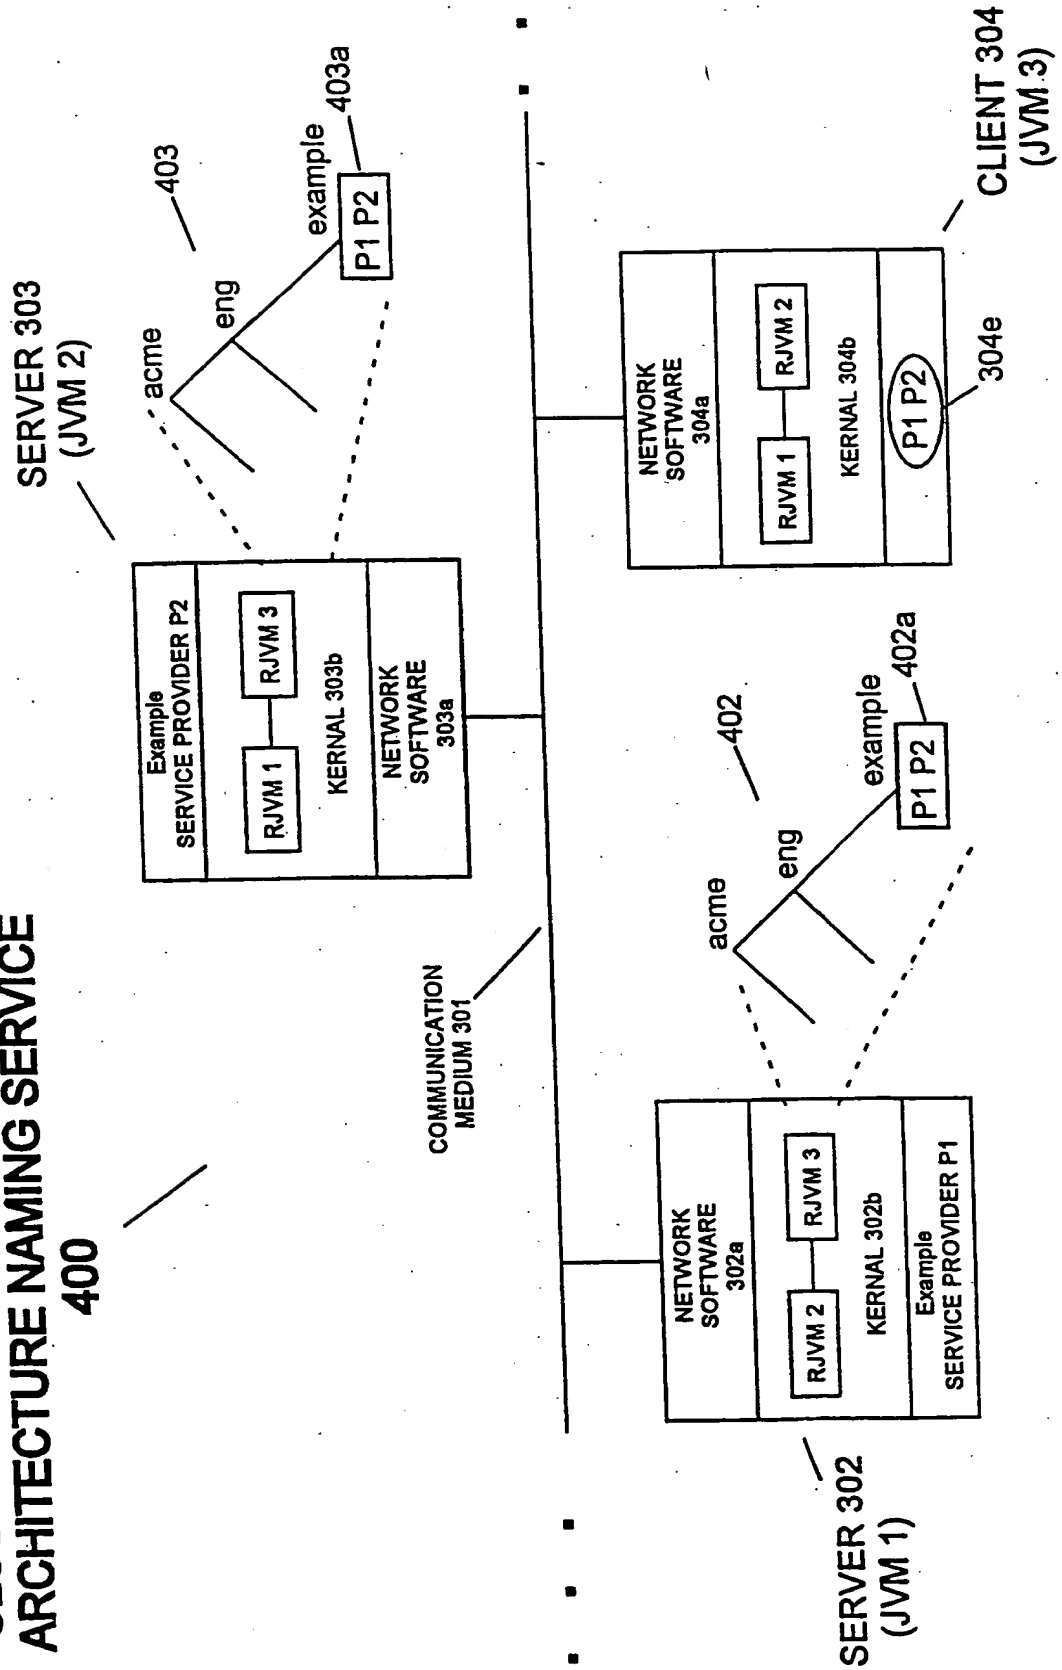 ARCHITECTURE NAMING SERVICE
400
SERVER 303
(JVM 2)
acme
eng
403
example
403a
P1 P2
Example
SERVICE PROVIDER P2
RJVM 1
RJVM 3
KERNAL 303b
NETWORK
SOFTWARE
303a
COMMUNICATION
MEDIUM 301
SERVER 302
(JVM 1)
NETWORK
SOFTWARE
302a
RJVM 2
RJVM 3
KERNAL 302b
Example
SERVICE PROVIDER P1
acme
eng
402
example
402a
P1 P2
NETWORK
SOFTWARE
304a
RJVM 1
RJVM 2
KERNAL 304b
P1 P2
304e
CLIENT 304
(JVM 3)